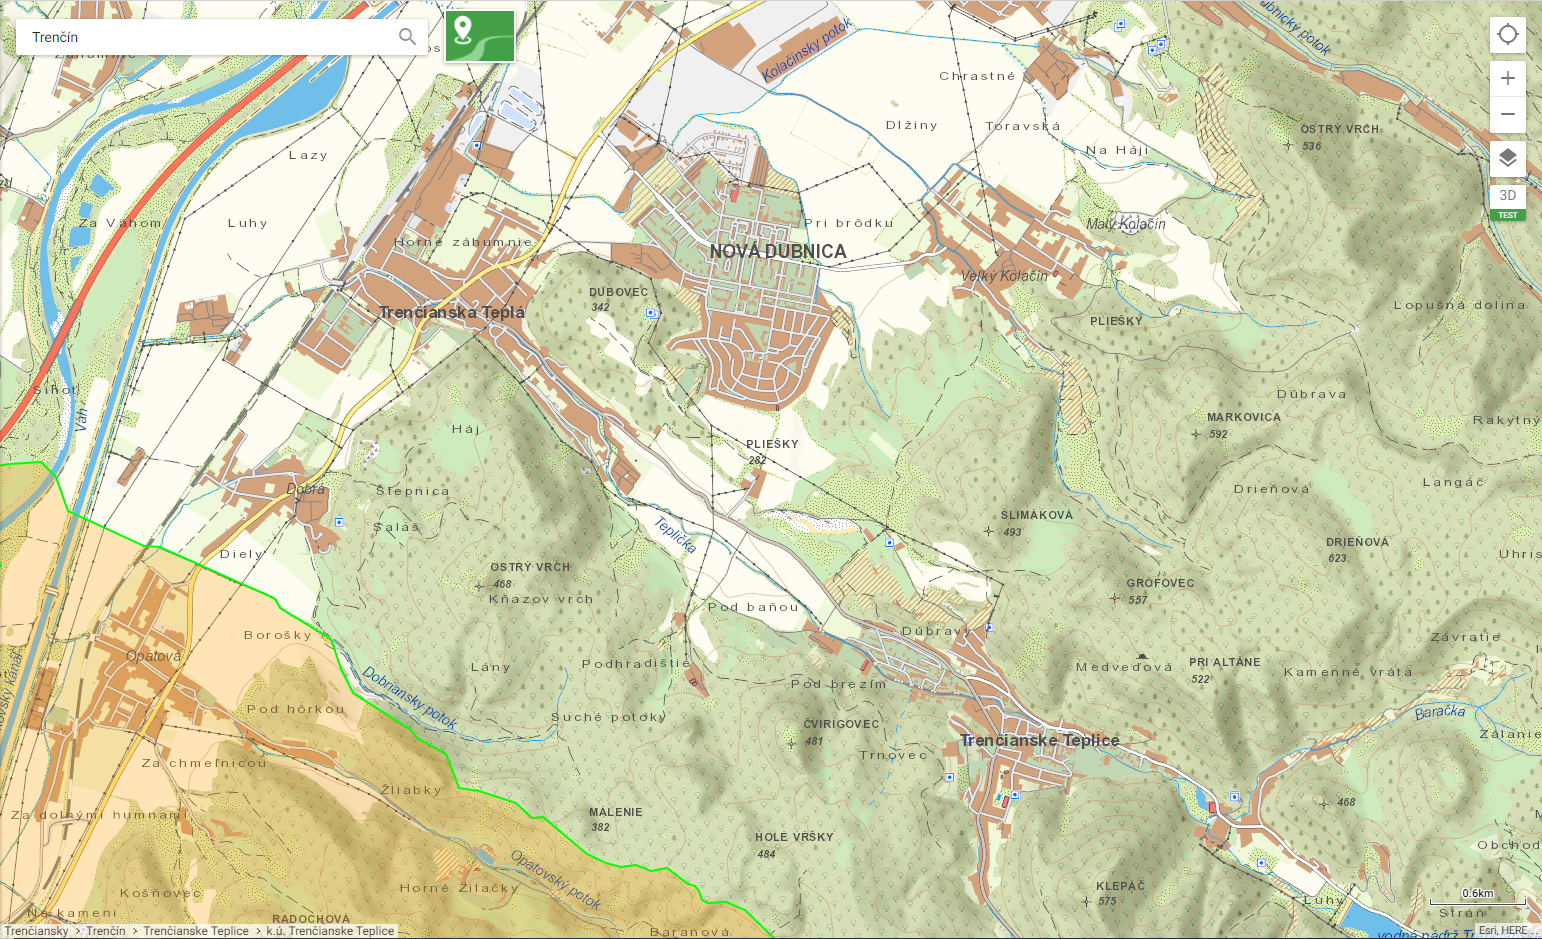 Trenčín
Kolačínsky potok
Chrastné
Dlžiny
Toravská
Na Háji
OSTRÝ VRCH
536
3D
TEST
Lazy
Za Váhom
Luhy
Horné záhumnie
Pri brôdku
Malý Kolačín
NOVÁ DUBNICA
Veľký Kolačín
DUBOVEC
342
Trenčianska Teplá
PLIEŠKY
Lopušná dolina
Sihoť
Váh
Háj
Dúbrava
MARKOVICA
592
Rakytný
PLIEŠKY
282
Dobrá
Štepnica
Salaš
Drieňová
Langáč
Teplička
SLIMÁKOVA
493
DRIEŇOVÁ
623
Uhris
Diely
OSTRÝ VRCH
468
Kňazov vrch
GRÓFOVEC
557
Pod baňou
Borošky
Dúbravy
Závratie
Opatová
Lány
Podhradištie
Medveďová
PRI ALTÁNE
522
Kamenné vráta
Pod brezím
Dobriansky potok
Pod hôrkou
Suché potoky
ČVIRIGOVEC
481
Baračka
Trnovec
Trenčianske Teplice
Zálanie
Za chmeľnicou
Žliabky
Za dolnými humnami
MÁLENIE
382
468
HOLÉ VŔŠKY
484
Obchod
Opatovský potok
Košňovec
Horné Žilačky
KLEPÁČ
575
0.6km
Luhy
Stráň
Na kameni
RADOCHOVÁ
Baranová
Trenčiansky > Trenčín > Trenčianske Teplice > k.ú. Trenčianske Teplice
Esri, HERE